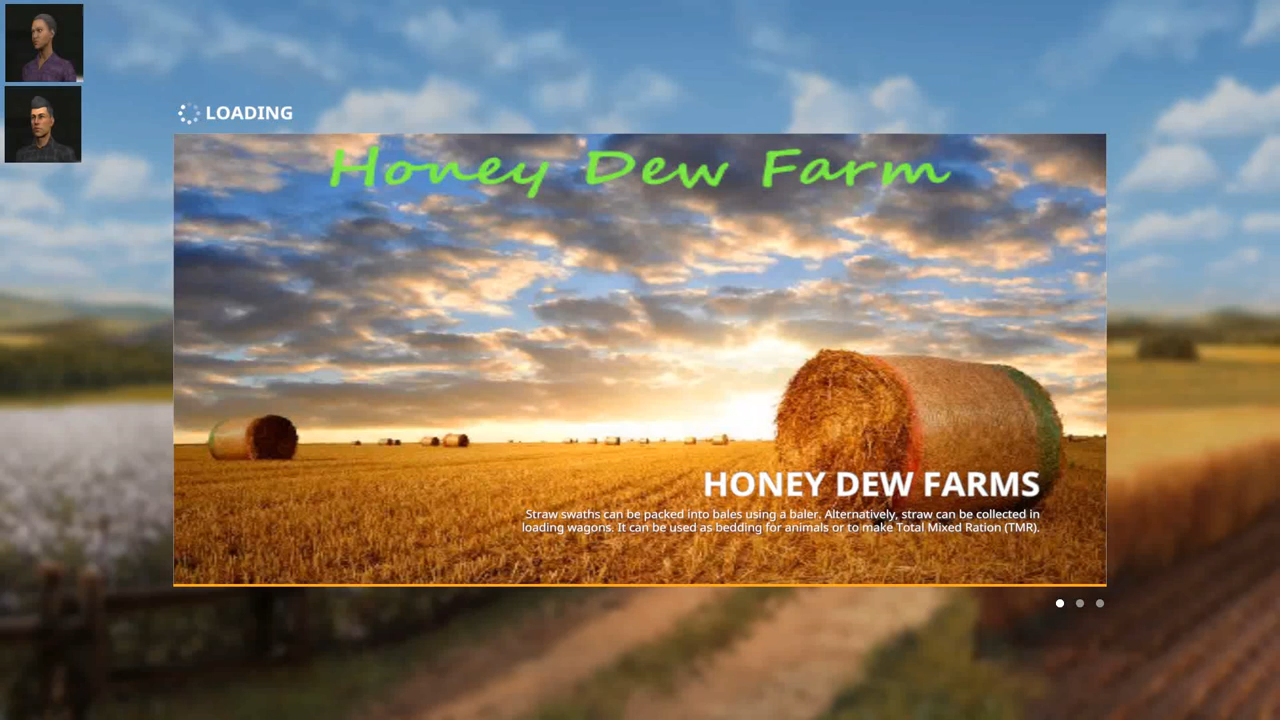 LOADING
Honey Dew Farm
HONEY DEW FARMS
Straw swaths can be packed into bales using a baler. Alternatively, straw can be collected in
loading wagons. It can be used as bedding for animals or to make Total Mixed Ration (TMR).